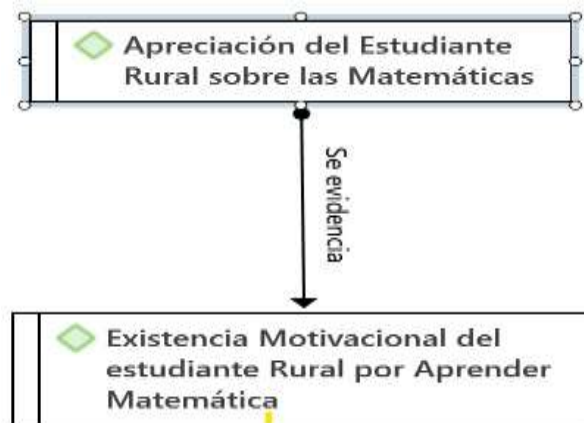 Apreciación del Estudiante
Rural sobre las Matemáticas
Se evidencia
Existencia Motivacional del
estudiante Rural por Aprender
Matemática